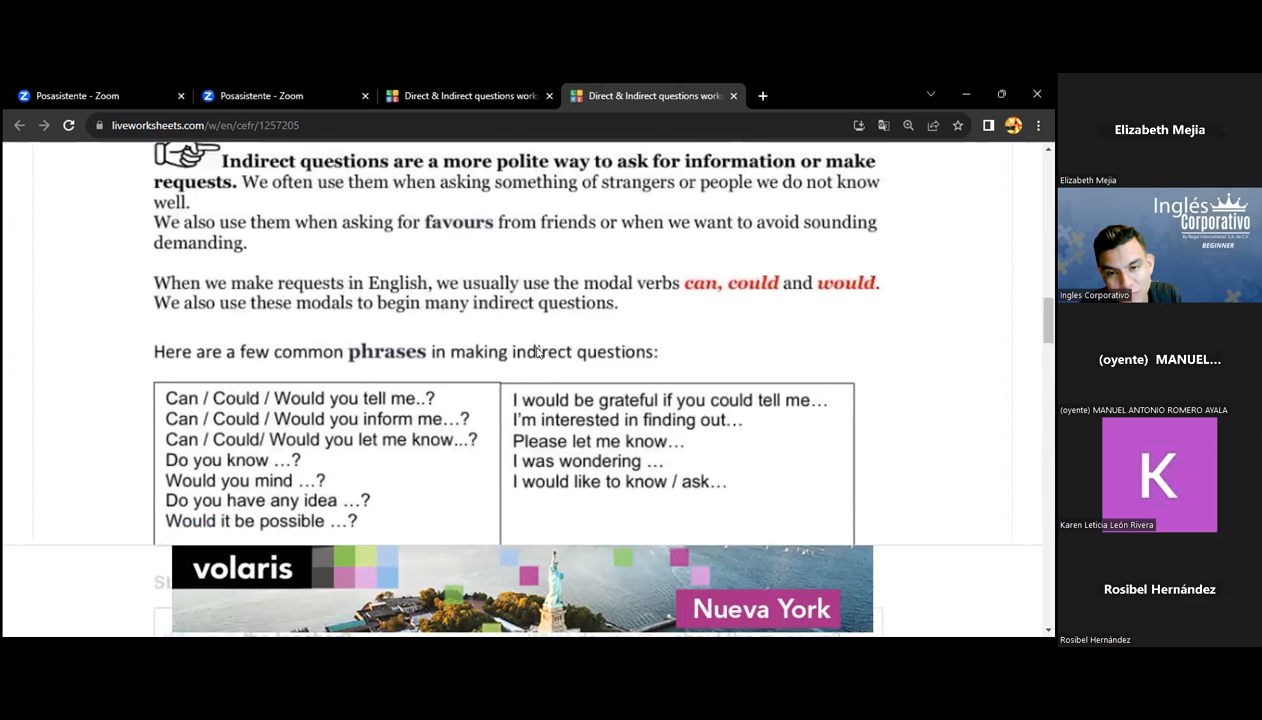 Posasistente - Zoom
Posasistente - Zoom
Direct & Indirect questions work
Direct & Indirect questions work
liveworksheets.com/w/en/cefr/1257205
Indirect questions are a more polite way to ask for information or make
requests. We often use them when asking something of strangers or people we do not know
well.
We also use them when asking for favours from friends or when we want to avoid sounding
demanding.
When we make requests in English, we usually use the modal verbs can, could and would.
We also use these modals to begin many indirect questions.
Here are a few common phrases in making indirect questions:
Can / Could / Would you tell me..?
Can / Could / Would you inform me...?
Can / Could/ Would you let me know...?
Do you know ...?
Would you mind ...?
Do you have any idea ...?
Would it be possible ...?
I would be grateful if you could tell me...
I'm interested in finding out...
Please let me know...
I was wondering ...
I would like to know / ask...
volaris
Nueva York
Elizabeth Mejia
Elizabeth Mejia
Inglés
Corporativo
By Regal International, S.A. de C.V.
BEGINNER
Ingles Corporativo
(oyente) MANUEL...
(oyente) MANUEL ANTONIO ROMERO AYALA
K
Karen Leticia León Rivera
Rosibel Hernández
Rosibel Hernández